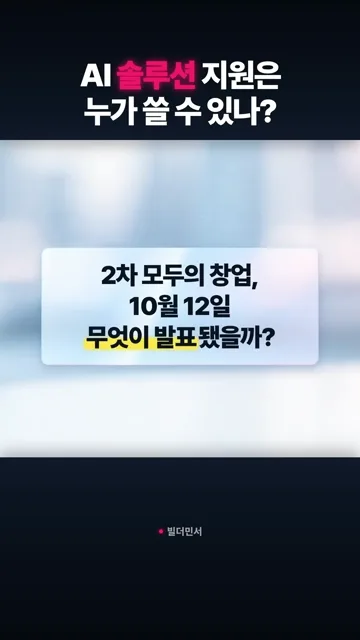 AI 솔루션 지원은
누가 쓸 수 있나?
2차 모두의 창업,
10월 12일
무엇이 발표됐을까?
빌더민서